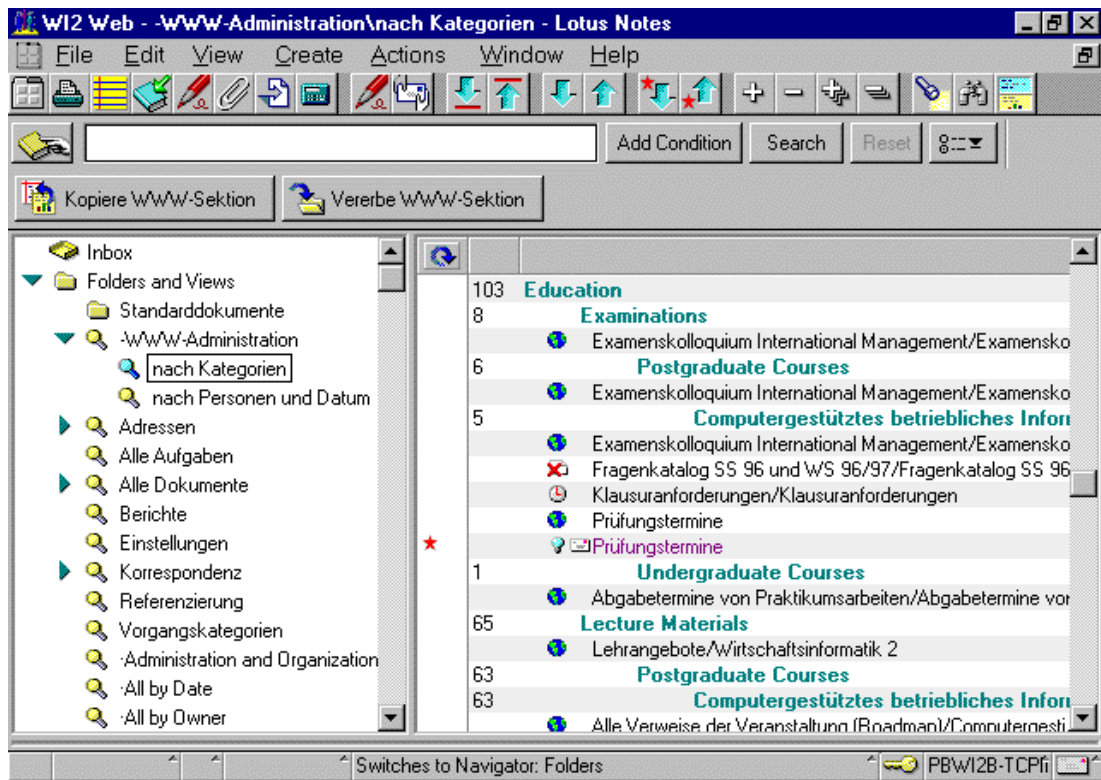 WI2 Web - -WWW-Administration\nach Kategorien - Lotus Notes
File Edit View Create Actions Window Help
Add Condition Search Reset
Kopiere WWW-Sektion Vererbe WWW-Sektion
Inbox
Folders and Views
Standarddokumente
-WWW-Administration
nach Kategorien
nach Personen und Datum
Adressen
Alle Aufgaben
Alle Dokumente
Berichte
Einstellungen
Korrespondenz
Referenzierung
Vorgangskategorien
·Administration and Organization
·All by Date
·All by Owner
103 Education
8 Examinations
Examenskolloquium International Management/Examensko
6 Postgraduate Courses
Examenskolloquium International Management/Examensko
5 Computergestütztes betriebliches Infor
Examenskolloquium International Management/Examensko
Fragenkatalog SS 96 und WS 96/97/Fragenkatalog SS 96
Klausuranforderungen/Klausuranforderungen
Prüfungstermine
Prüfungstermine
1 Undergraduate Courses
Abgabetermine von Praktikumsarbeiten/Abgabetermine vor
65 Lecture Materials
Lehrangebote/Wirtschaftsinformatik 2
63 Postgraduate Courses
63 Computergestütztes betriebliches Infor
Alle Verweise der Veranstaltung (Roadmap)/Computergesti
Switches to Navigator: Folders PBWI2B-TCPfi